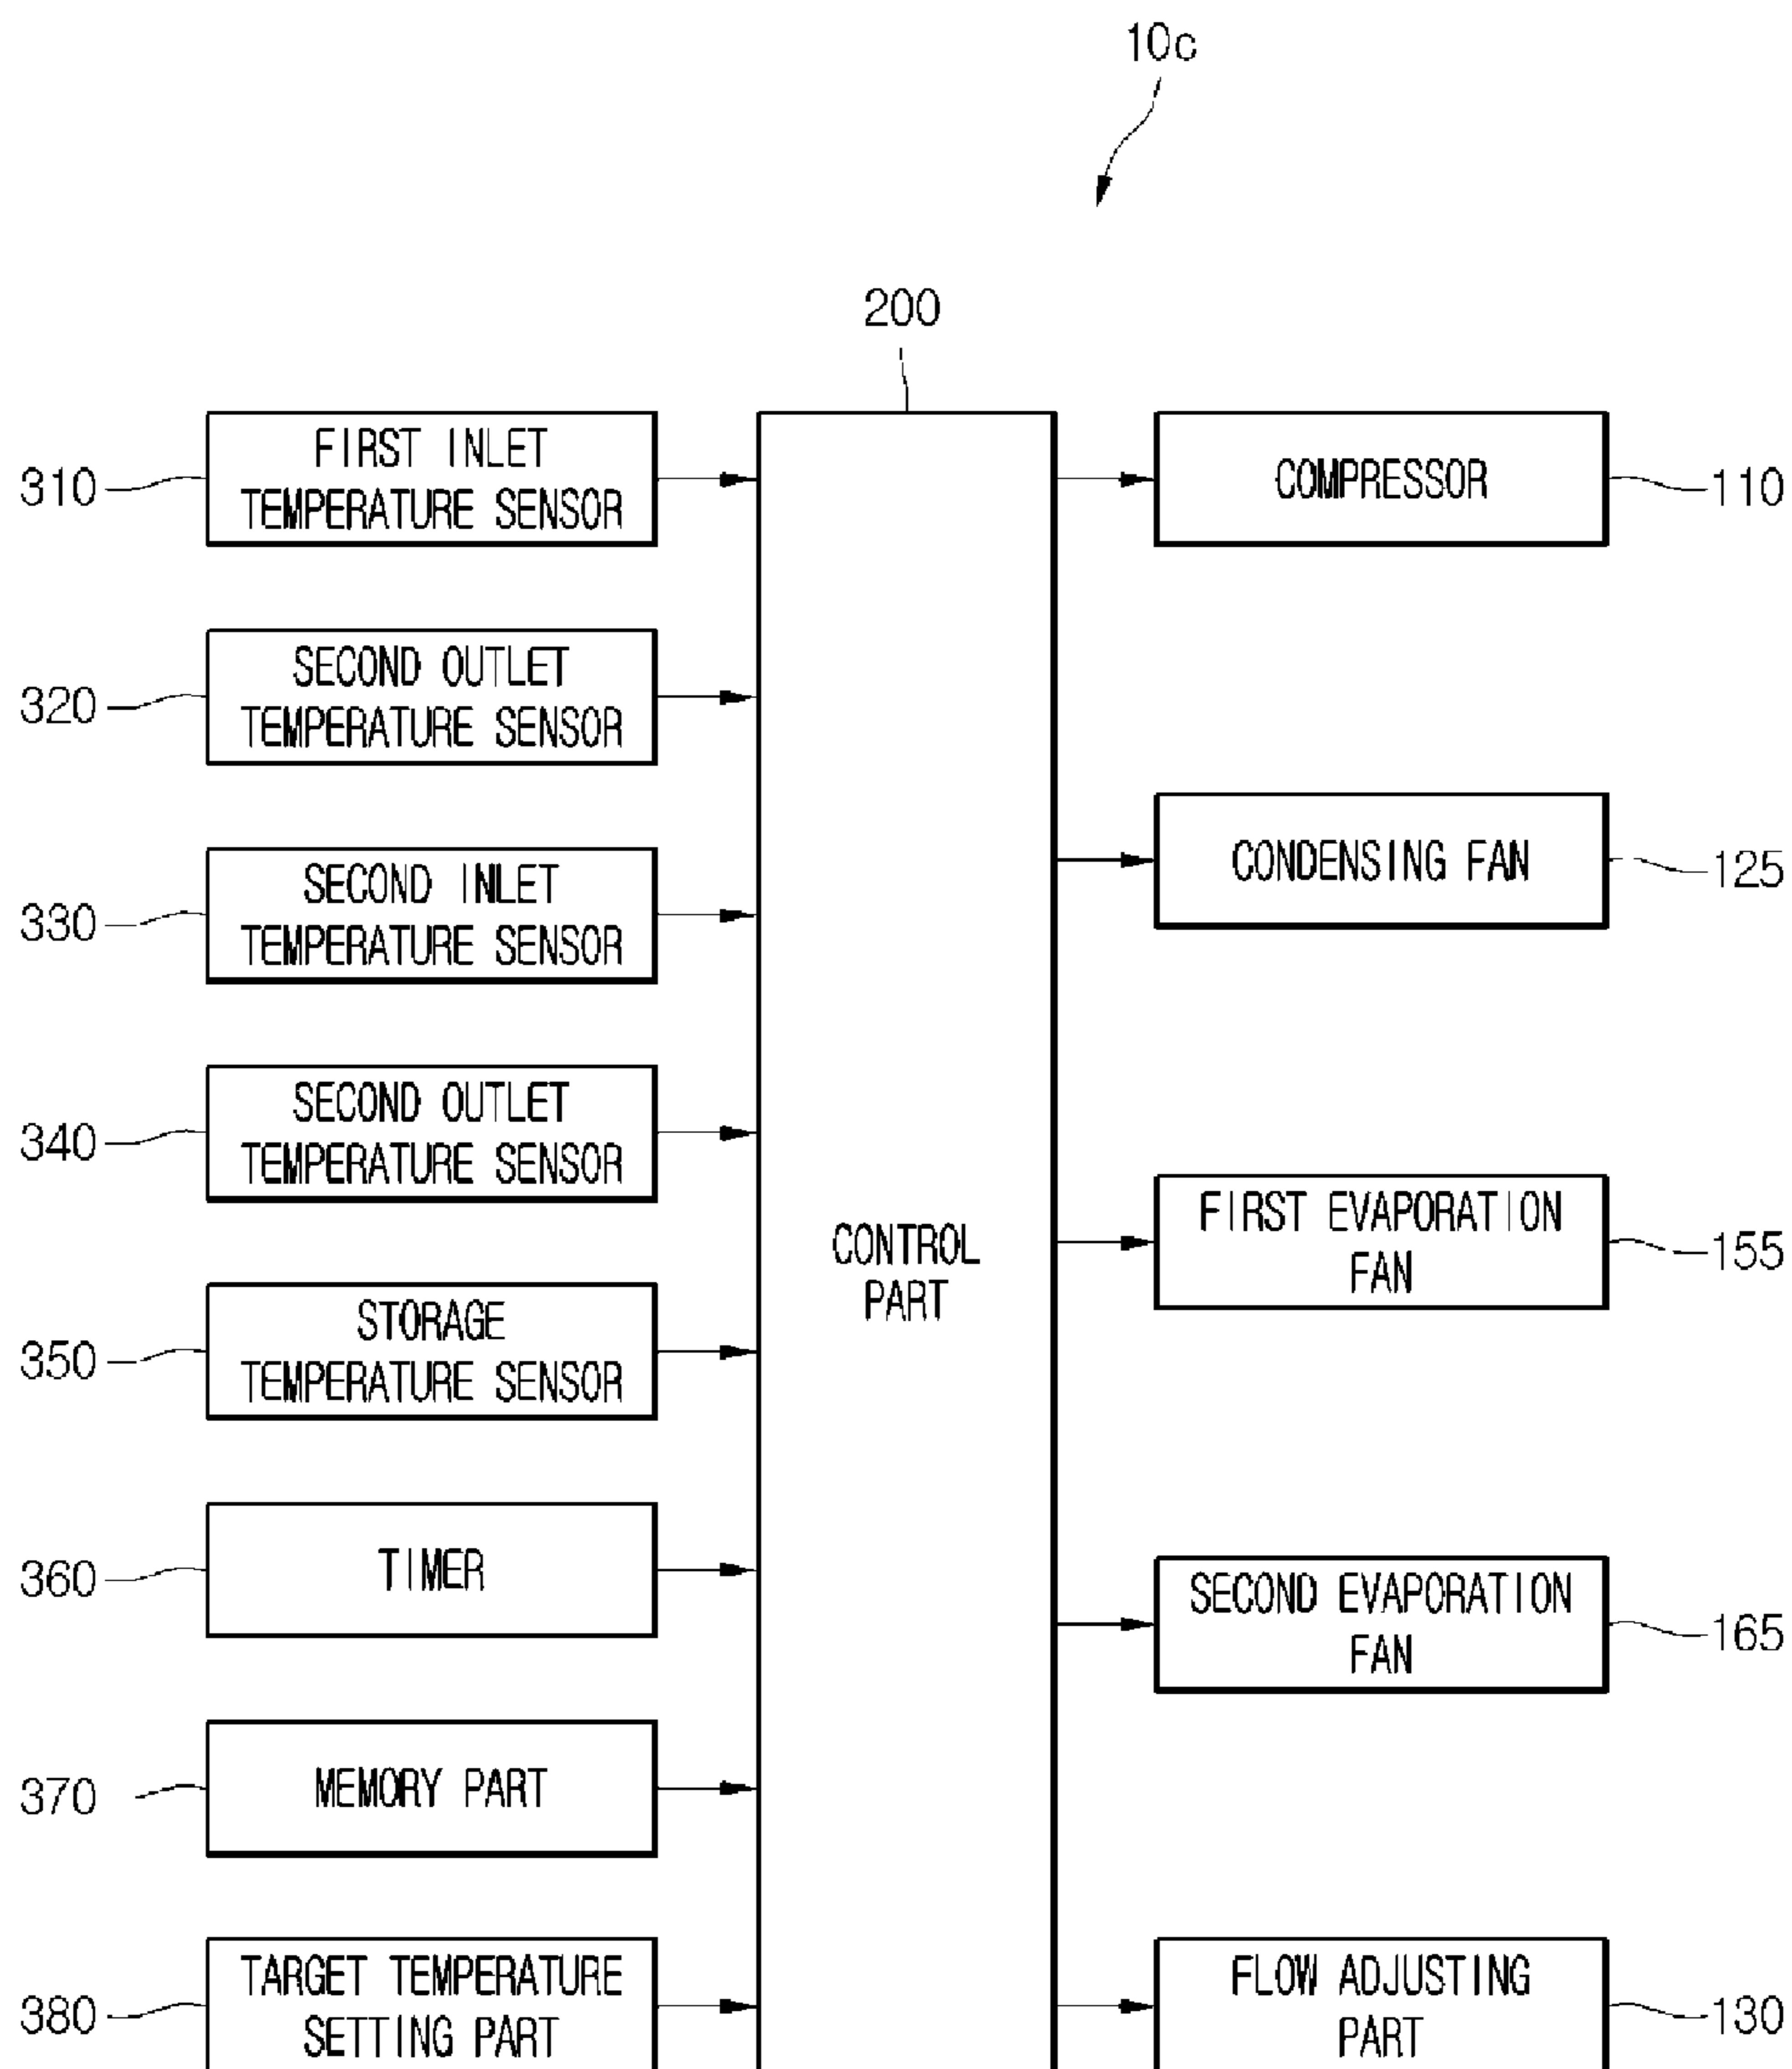 10c
200
310
FIRST INLET
TEMPERATURE SENSOR
320
SECOND OUTLET
TEMPERATURE SENSOR
330
SECOND INLET
TEMPERATURE SENSOR
340
SECOND OUTLET
TEMPERATURE SENSOR
350
STORAGE
TEMPERATURE SENSOR
360
TIMER
370
MEMORY PART
380
TARGET TEMPERATURE
SETTING PART
CONTROL
PART
COMPRESSOR
110
CONDENSING FAN
125
FIRST EVAPORATION
FAN
155
SECOND EVAPORATION
FAN
165
FLOW ADJUSTING
PART
130